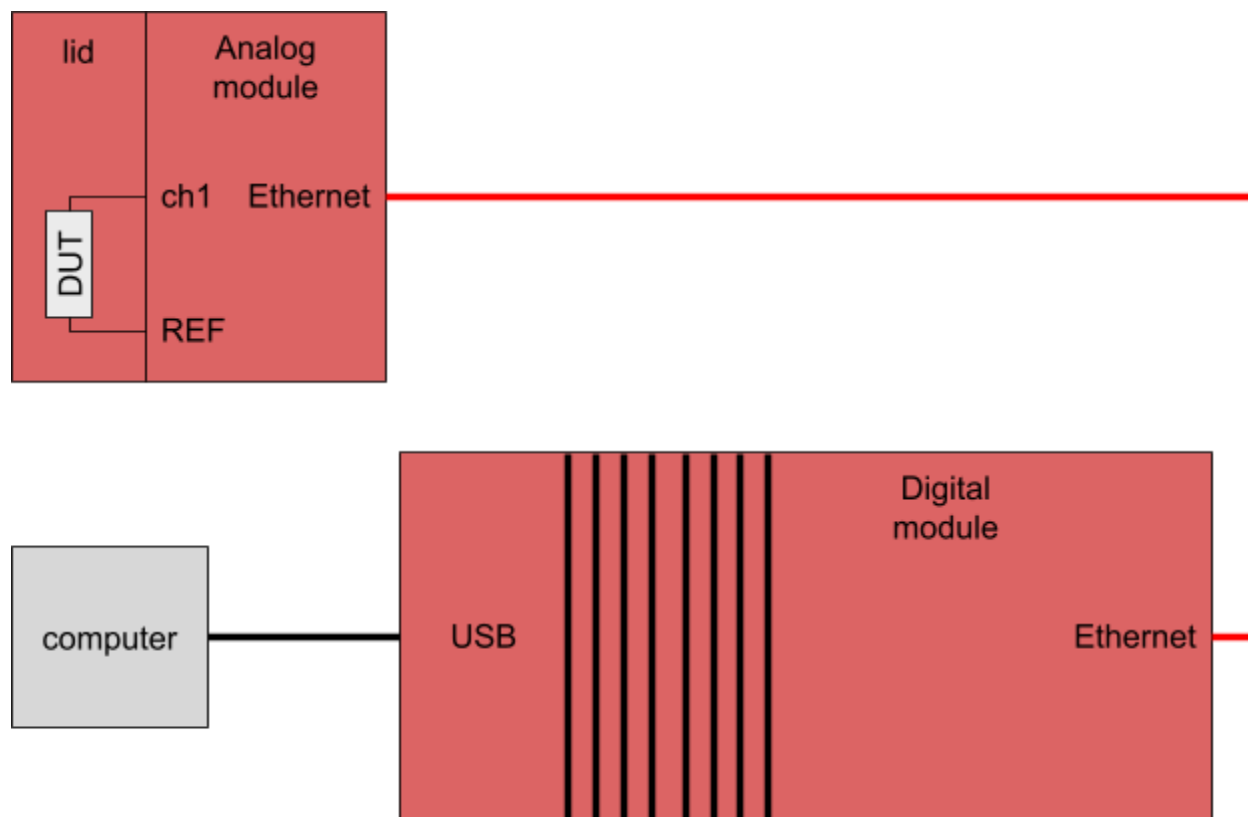 lid
Analog
module
ch1
Ethernet
DUT
REF
Digital
module
computer
USB
Ethernet